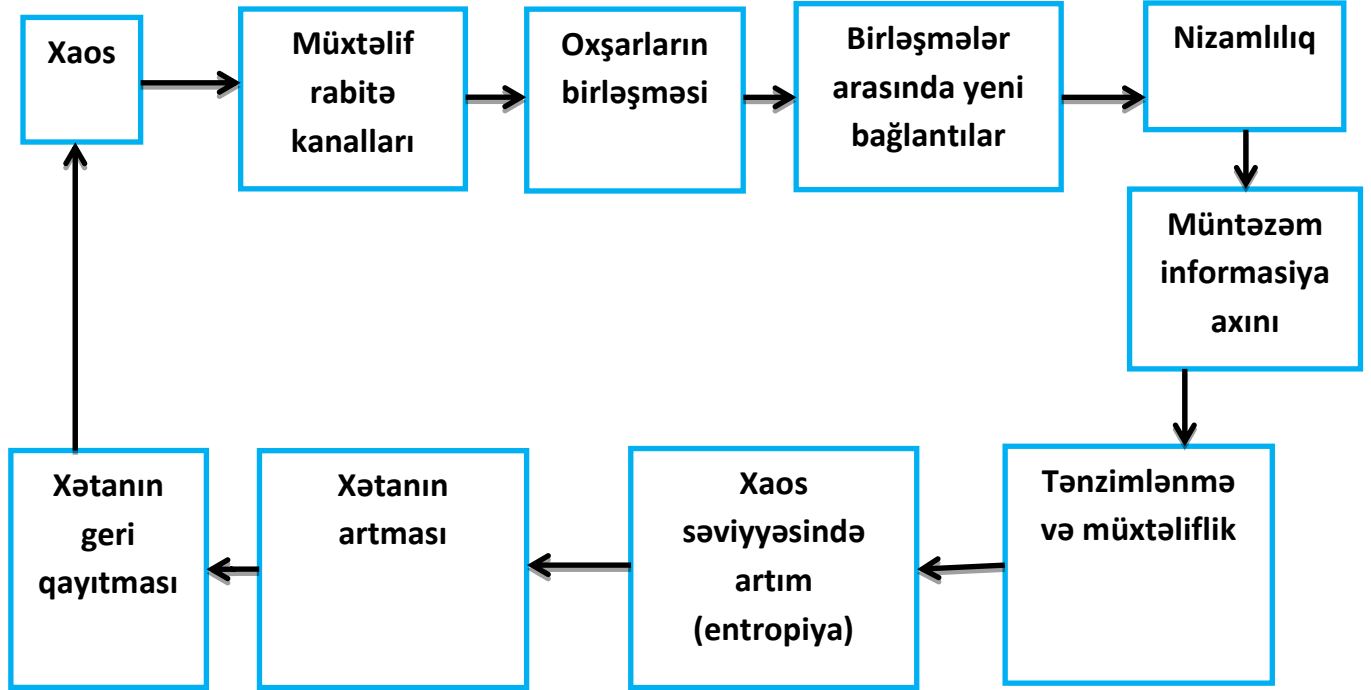 Xaos
Müxtəlif
rabitə
kanalları
Oxşarların
birləşməsi
Birləşmələr
arasında yeni
bağlantılar
Nizamlılıq
Müntəzəm
informasiya
axını
Tənzimlənmə
və müxtəliflik
Xaos
səviyyəsində
artım
(entropiya)
Xətanın
artması
Xətanın
geri
qayıtması